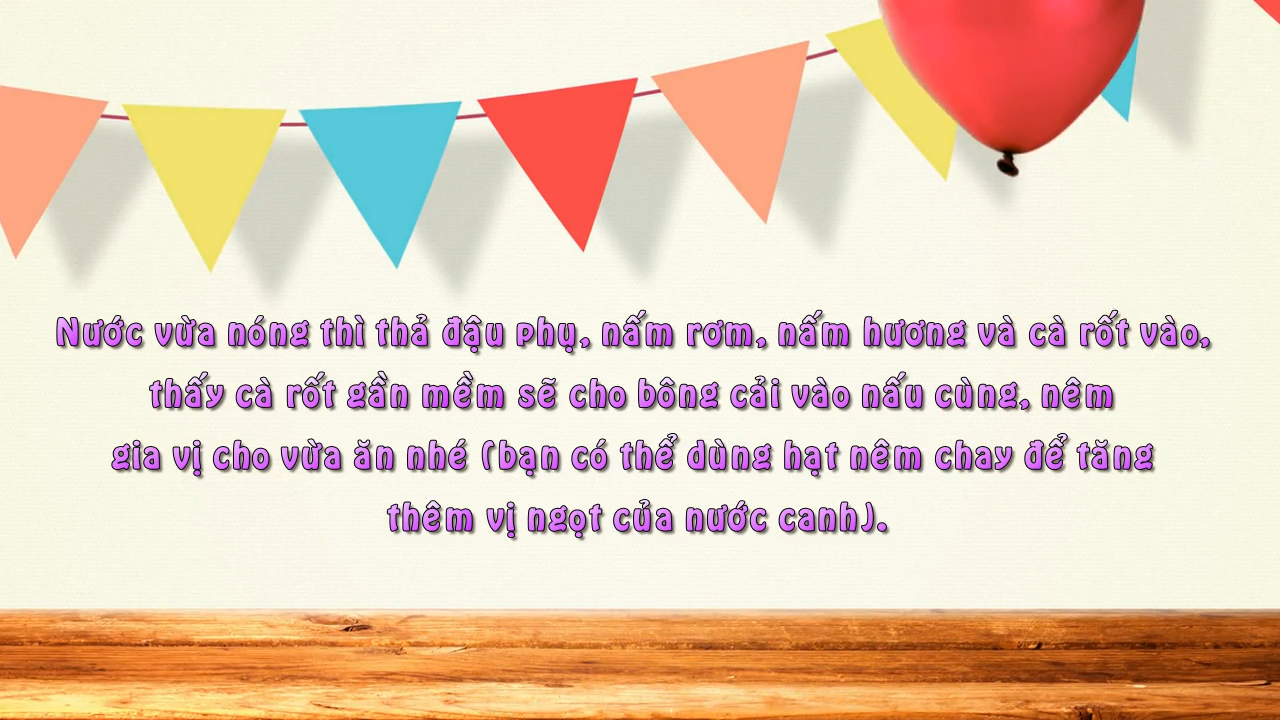 Nước vừa nóng thì thả đậu phụ, nấm rơm, nấm hương và cà rốt vào,
thấy cà rốt gần mềm sẽ cho bông cải vào nấu cùng, nêm
gia vị cho vừa ăn nhé (bạn có thể dùng hạt nêm chay để tăng
thêm vị ngọt của nước canh).